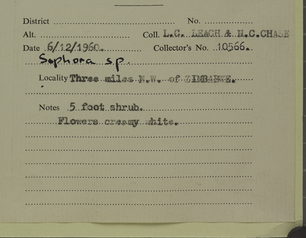 District No.
Alt. Coll. L.C. LEACH & N.C. CHASE
Date 6/12/1960. Collector's No. 10566.
Sophora sp.
Locality Three miles N.W. of ZIMBABWE.
Notes 5 foot shrub.
Flowers creamy white.